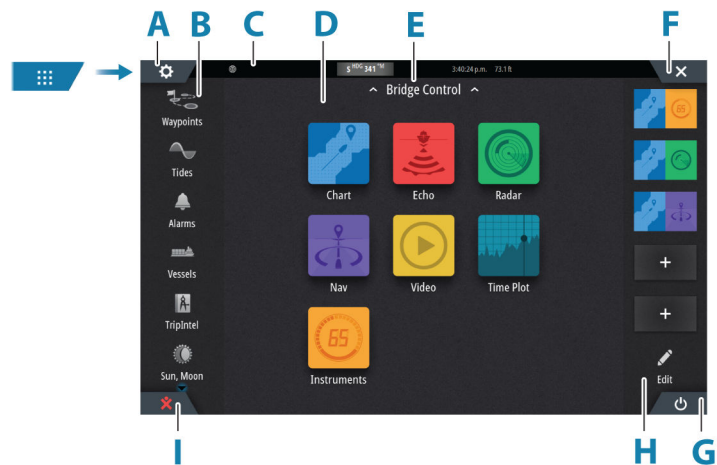 A B C D E F
S HDG 341 °M 3:40:24 p.m. 73.1 ft
Bridge Control
Waypoints
65
Tides
Chart Echo Radar
Alarms
Vessels
+
Nav Video Time Plot
TripIntel
+
65
Sun, Moon
Edit
Instruments
I H G